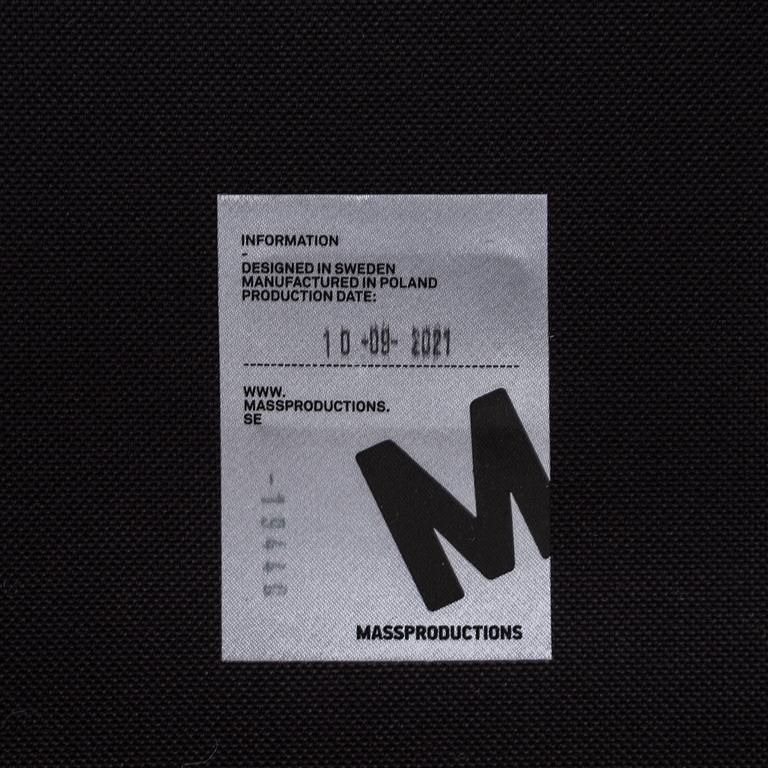 INFORMATION
-
DESIGNED IN SWEDEN
MANUFACTURED IN POLAND
PRODUCTION DATE:
10 -09- 2021
WWW.
MASSPRODUCTIONS.
SE
M
MASSPRODUCTIONS